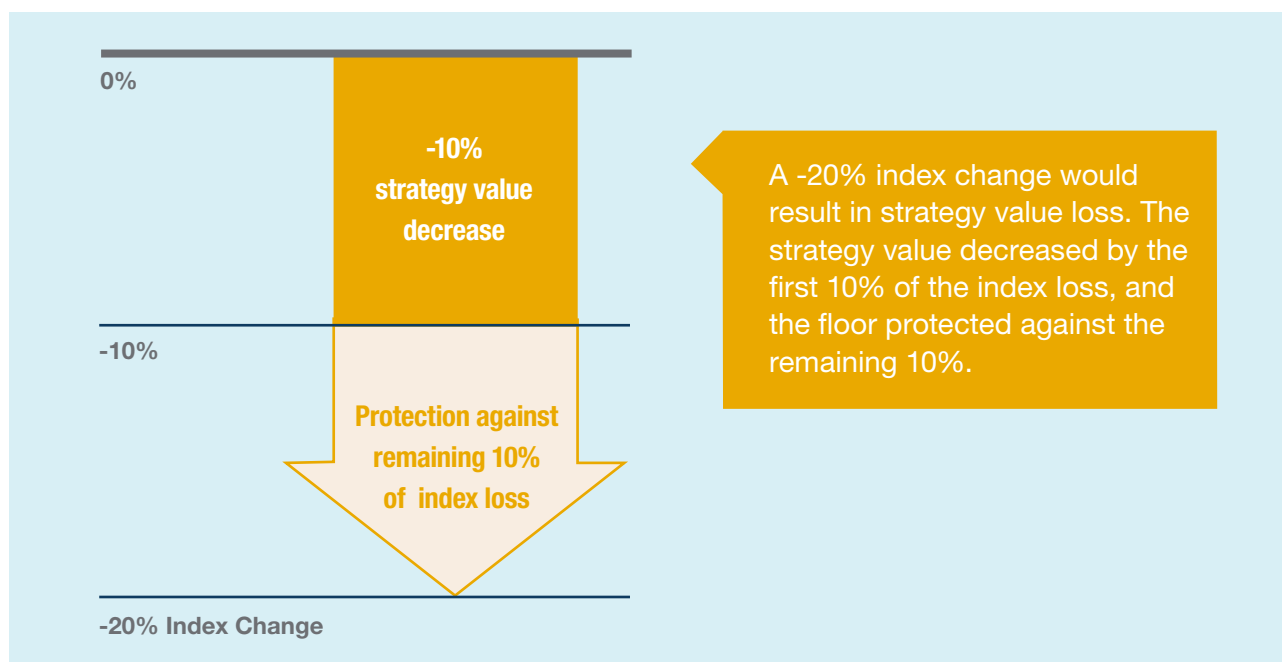 0%
-10%
strategy value
decrease
A -20% index change would
result in strategy value loss. The
strategy value decreased by the
first 10% of the index loss, and
the floor protected against the
remaining 10%.
-10%
Protection against
remaining 10%
of index loss
-20% Index Change